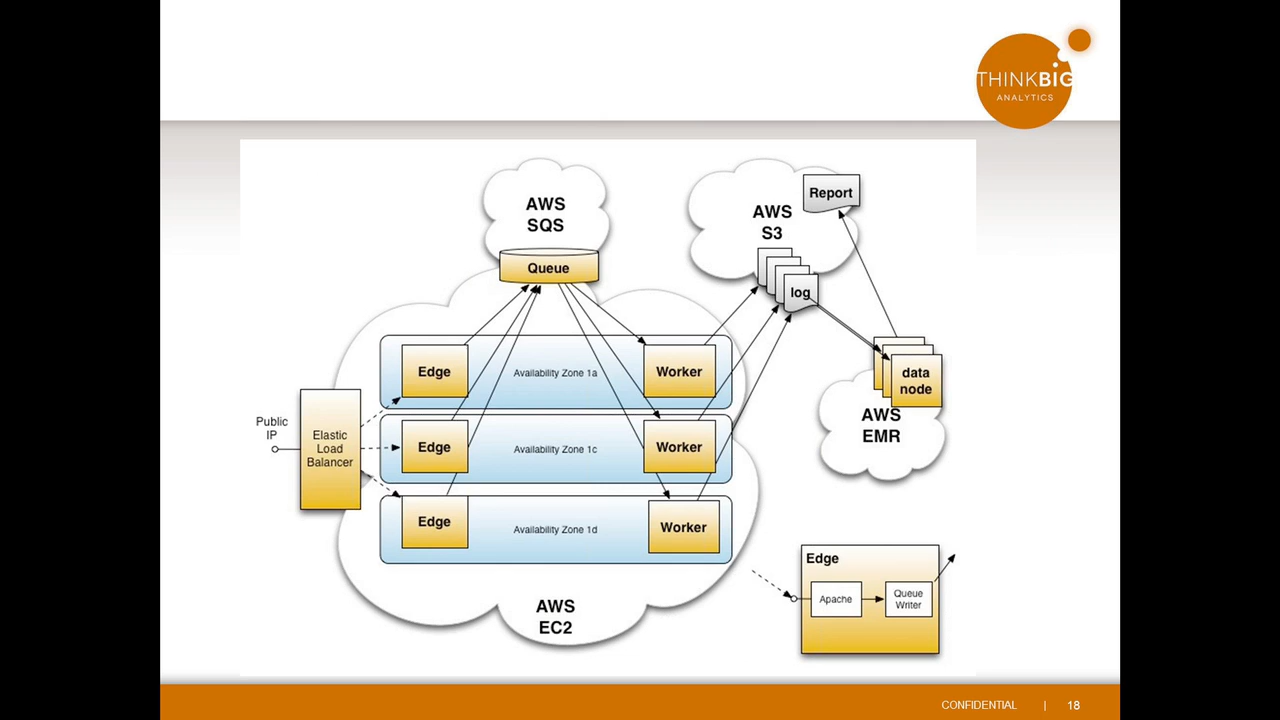 THINKBIG
ANALYTICS
AWS
SQS
Queue
AWS
S3
Report
log
Edge
Availability Zone 1a
Worker
data
node
AWS
EMR
Public
IP
Elastic
Load
Balancer
Edge
Availability Zone 1c
Worker
Edge
Availability Zone 1d
Worker
AWS
EC2
Edge
Apache
Queue
Writer
CONFIDENTIAL | 18